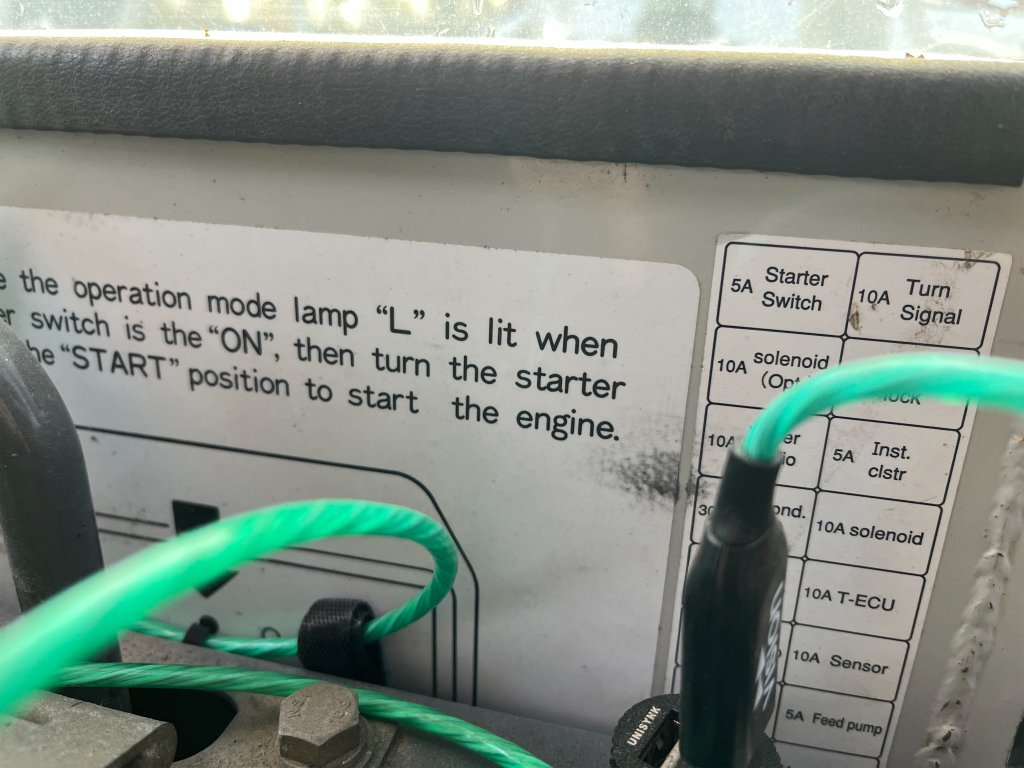 the operation mode lamp “L” is lit when
switch is the “ON”, then turn the starter
“START” position to start the engine.
5A Starter
Switch
10A Turn
Signal
10A solenoid
5A Inst.
clstr
10A solenoid
10A T-ECU
10A Sensor
5A Feed pump
UNISYNK